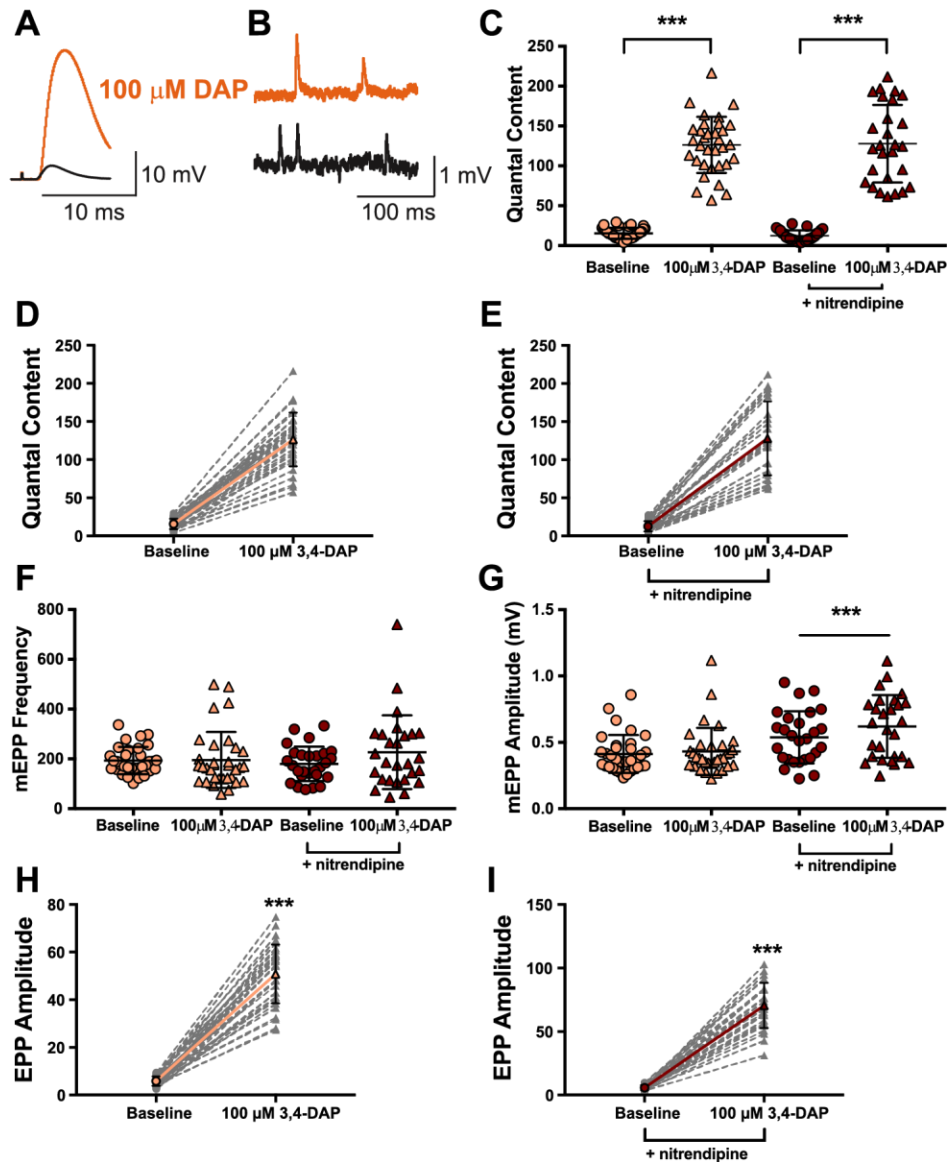 A
100 μM DAP
10 mV
10 ms
B
1 mV
100 ms
C
Quantal Content
250
200
150
100
50
0
***
***
Baseline
100μM 3,4-DAP
Baseline
100μM 3,4-DAP
+ nitrendipine
D
Quantal Content
250
200
150
100
50
0
Baseline
100 μM 3,4-DAP
E
Quantal Content
250
200
150
100
50
0
Baseline
100 μM 3,4-DAP
+ nitrendipine
F
mEPP Frequency
800
600
400
200
0
Baseline
100μM 3,4-DAP
Baseline
100μM 3,4-DAP
+ nitrendipine
G
mEPP Amplitude (mV)
1.5
1.0
0.5
0.0
***
Baseline
100μM 3,4-DAP
Baseline
100μM 3,4-DAP
+ nitrendipine
H
EPP Amplitude
80
60
40
20
0
***
Baseline
100 μM 3,4-DAP
I
EPP Amplitude
150
100
50
0
***
Baseline
100 μM 3,4-DAP
+ nitrendipine